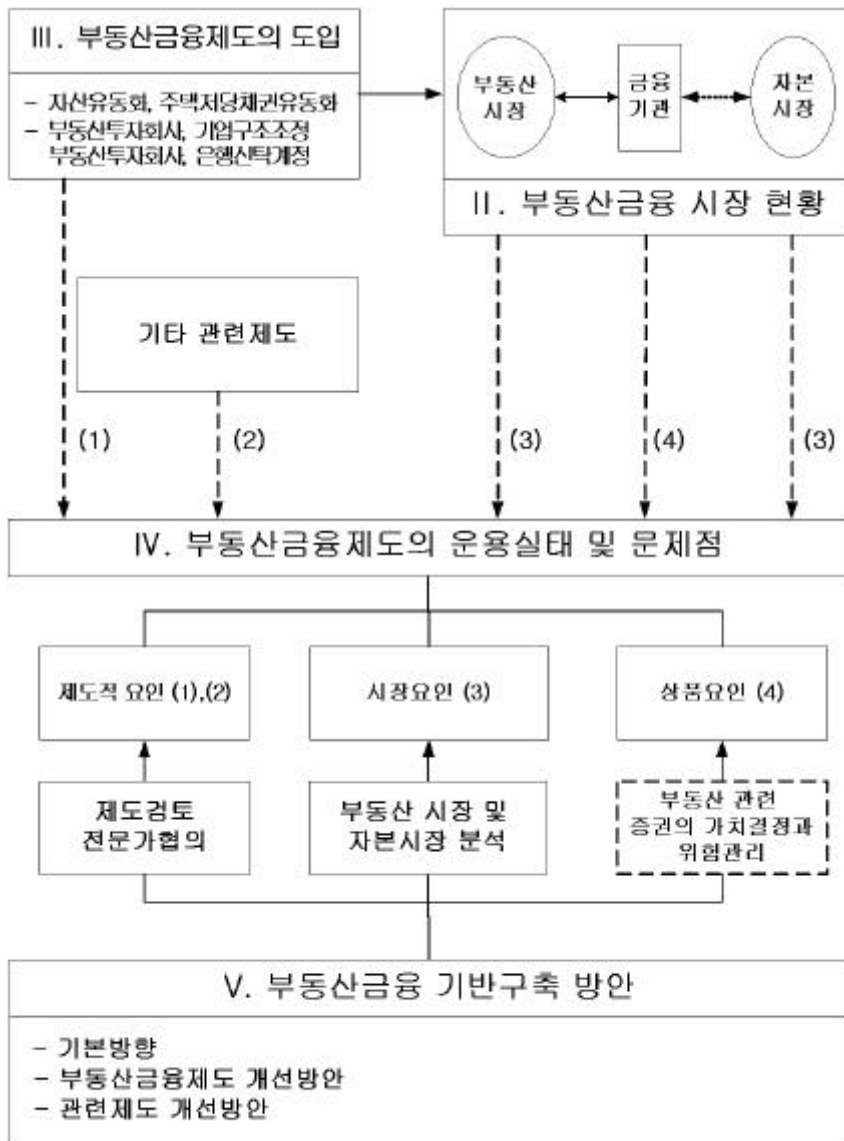 III. 부동산금융제도의 도입
- 자산유동화, 주택저당채권유동화
- 부동산투자회사, 기업구조조정
부동산투자회사, 은행신탁계정
부동산
시장
금융
기관
자본
시장
II. 부동산금융 시장 현황
기타 관련제도
(1)
(2)
(3)
(4)
(3)
IV. 부동산금융제도의 운용실태 및 문제점
제도적 요인 (1),(2)
시장요인 (3)
상품요인 (4)
제도검토
전문가협의
부동산 시장 및
자본시장 분석
부동산 관련
증권의 가치결정과
위험관리
V. 부동산금융 기반구축 방안
- 기본방향
- 부동산금융제도 개선방안
- 관련제도 개선방안